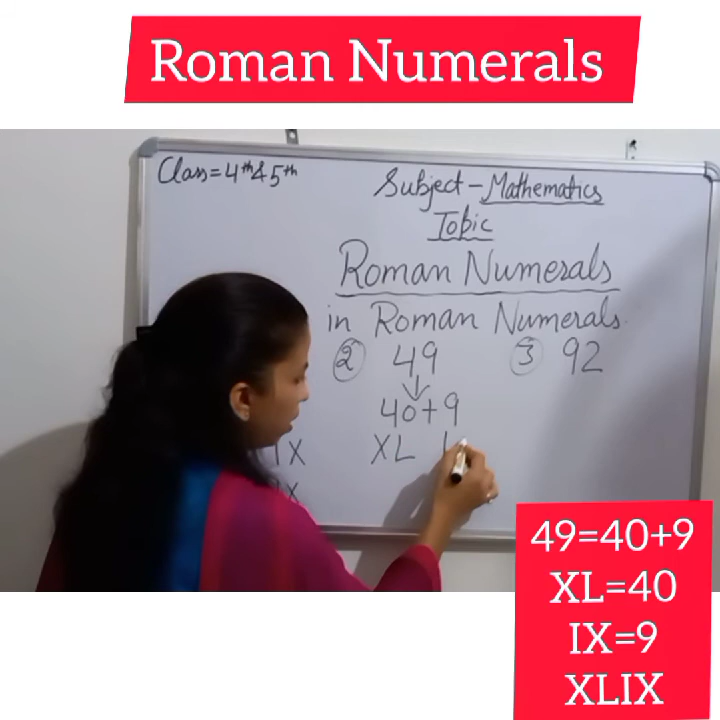 Roman Numerals
Class=4th&5th
Subject-Mathematics
Topic
Roman Numerals
in Roman Numerals.
2 49 3 92
40+9
IX XL I
X
49=40+9
XL=40
IX=9
XLIX